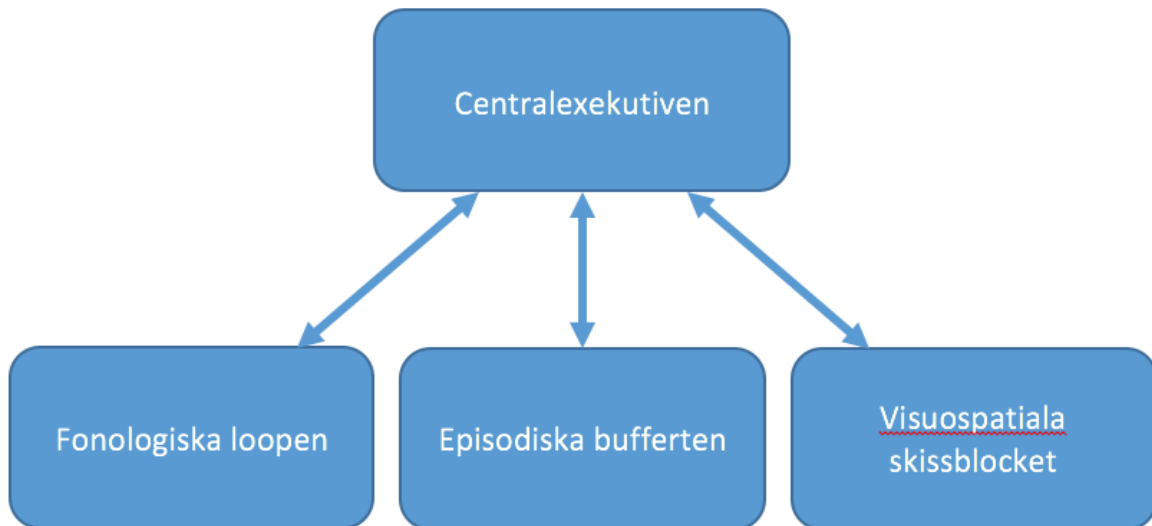 Centralexekutiven
Fonologiska loopen
Episodiska bufferten
Visuospatiala
skissblocket